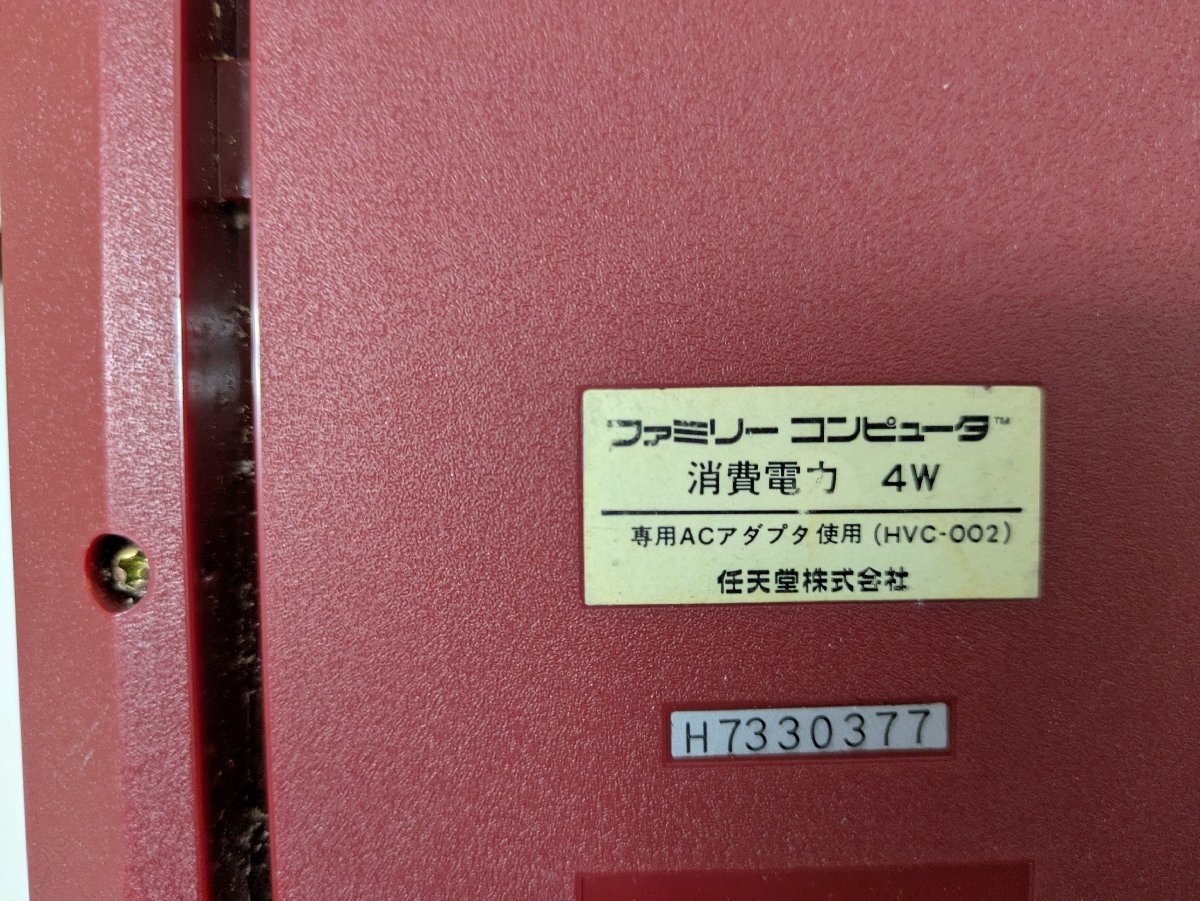 ファミリー コンピュータ™
消費電力 4W
専用ACアダプタ使用(HVC-002)
任天堂株式会社
H7330377